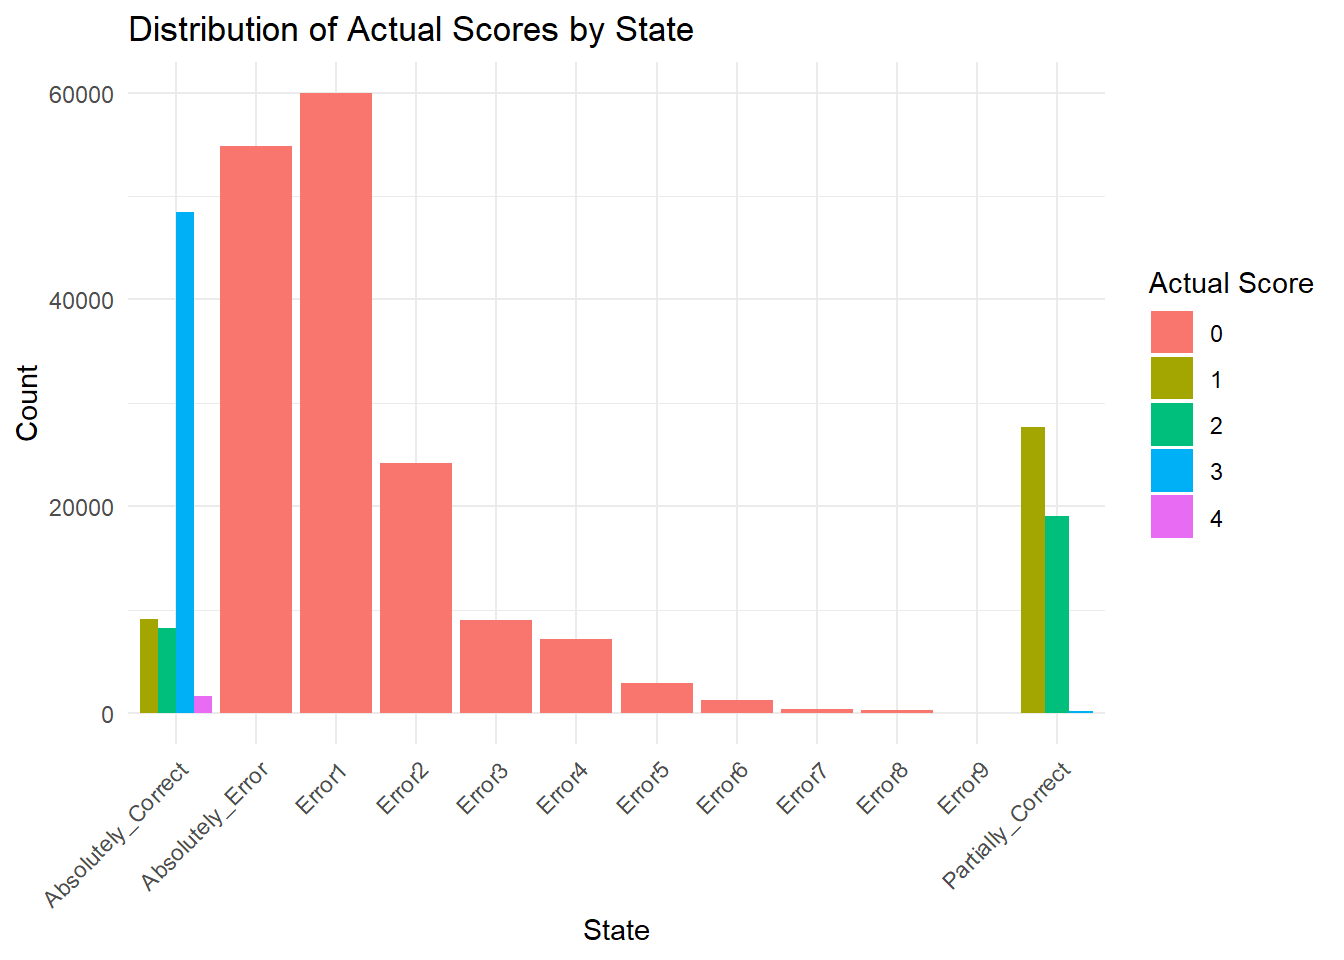 Distribution of Actual Scores by State
60000
40000
20000
0
Count
Absolutely_Correct
Absolutely_Error
Error1
Error2
Error3
Error4
Error5
Error6
Error7
Error8
Error9
Partially_Correct
State
Actual Score
0
1
2
3
4